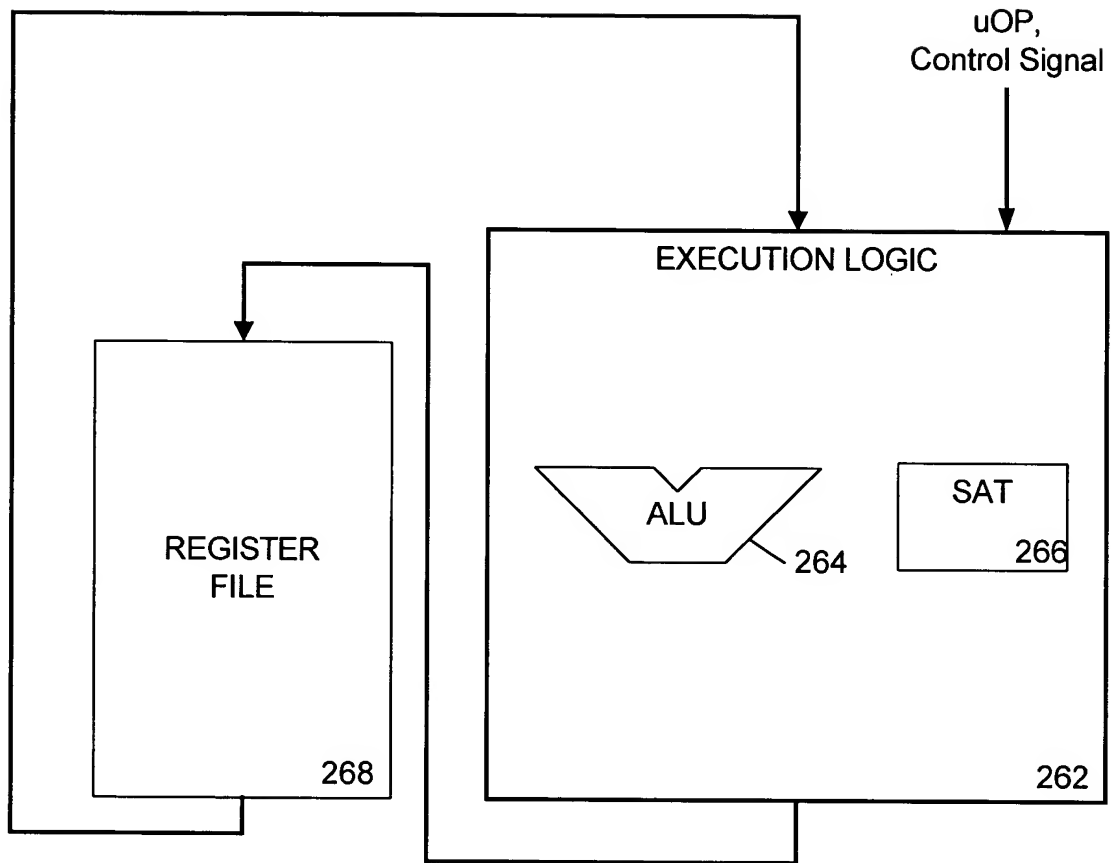 uOP,
Control Signal
EXECUTION LOGIC
ALU
264
SAT
266
REGISTER
FILE
268
262